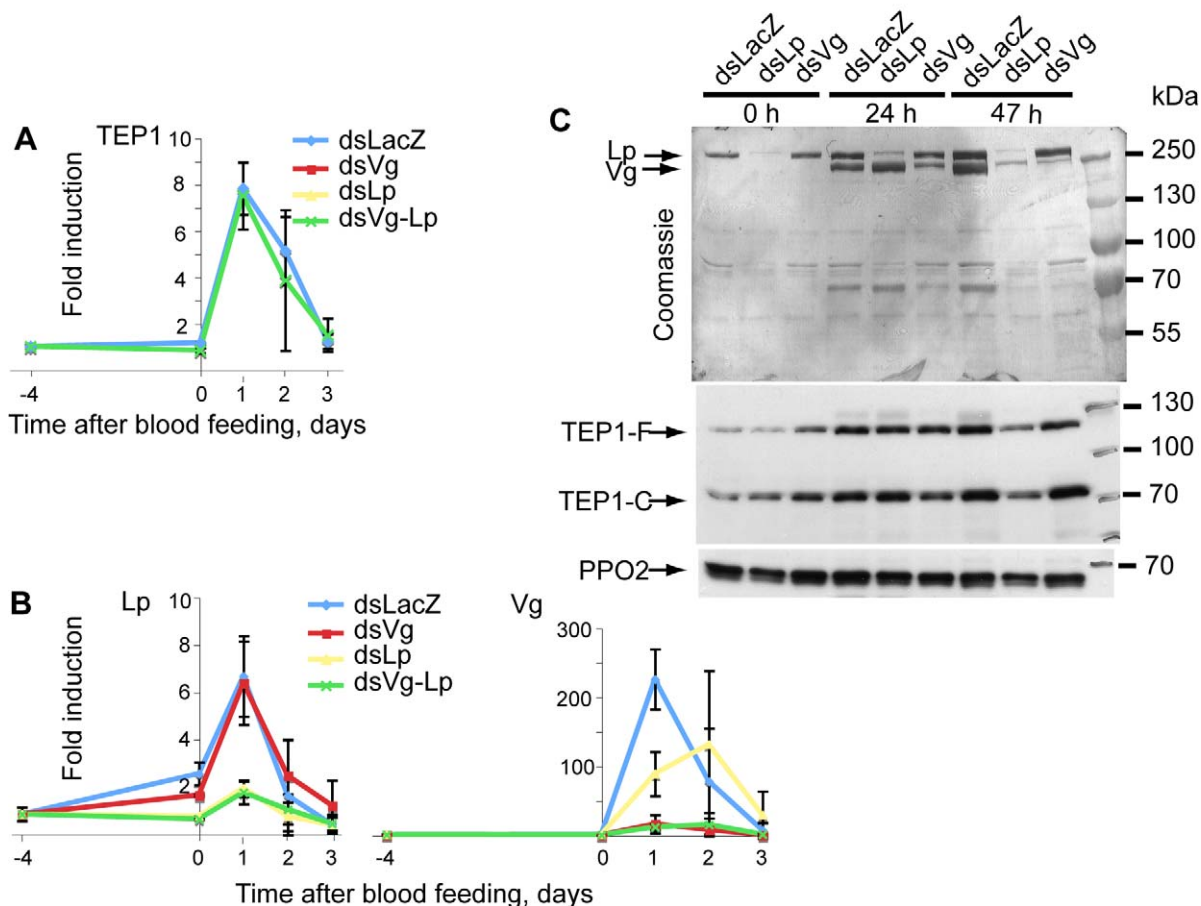 A
TEP1
Fold induction
10
8
6
4
2
dsLacZ
dsVg
dsLp
dsVg-Lp
-4 0 1 2 3
Time after blood feeding, days
B
Lp
Fold induction
10
8
6
4
2
dsLacZ
dsVg
dsLp
dsVg-Lp
-4 0 1 2 3
Vg
300
200
100
-4 0 1 2 3
Time after blood feeding, days
C
dsLacZ dsLp dsVg dsLacZ dsLp dsVg dsLacZ dsLp dsVg
0 h 24 h 47 h
kDa
Lp
Vg
Coomassie
250
130
100
70
55
TEP1-F
TEP1-C
130
100
70
PPO2
70